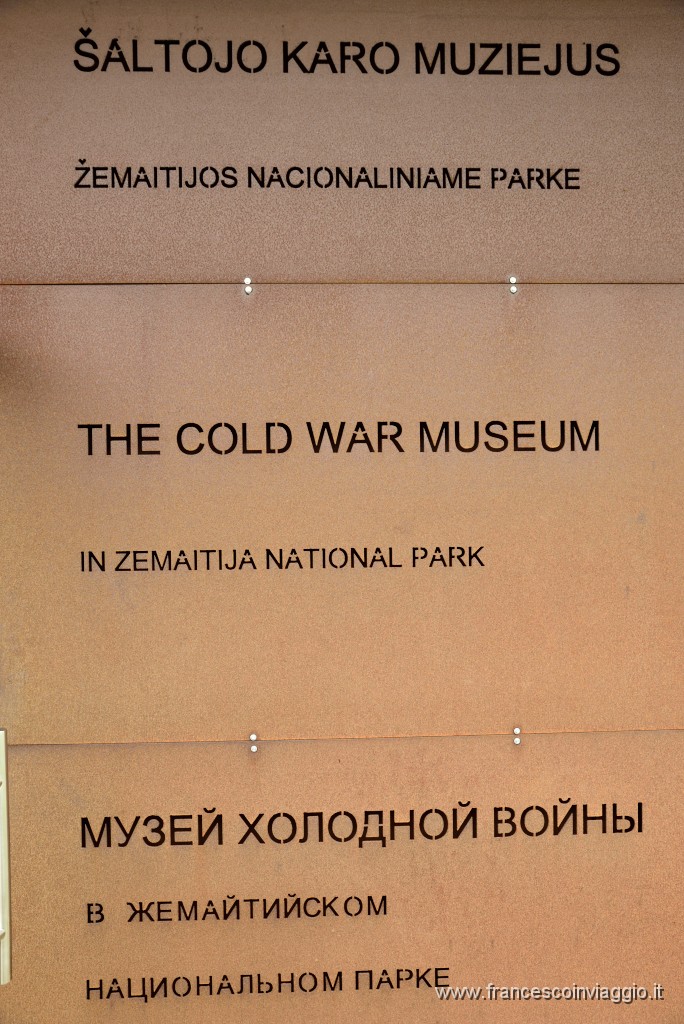 ŠALTOJO KARO MUZIEJUS
ŽEMAITIJOS NACIONALINIAME PARKE
THE COLD WAR MUSEUM
IN ZEMAITIJA NATIONAL PARK
МУЗЕЙ ХОЛОДНОЙ ВОЙНЫ
В ЖЕМАЙТИЙСКОМ
НАЦИОНАЛЬНОМ ПАРКЕ
www.francescoinviaggio.it